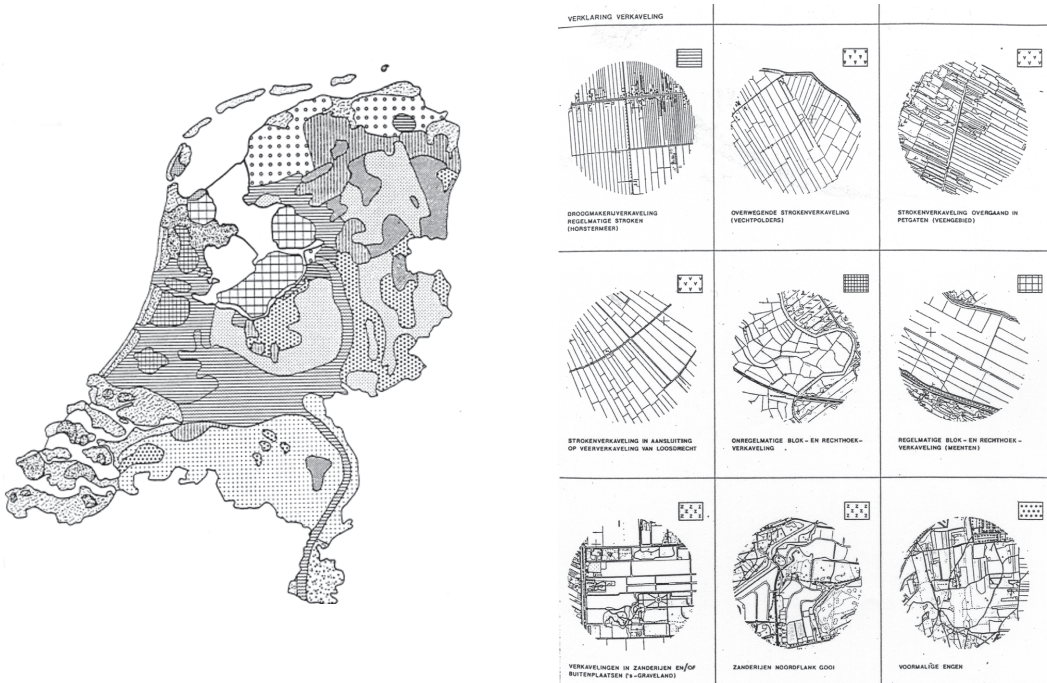 VERKLARING VERKAVELING
DROOGMAKERIJVERKAVELING
REGELMATIGE STROKEN
(HORSTERMEER)
OVERWEGENDE STROKENVERKAVELING
(VECHTPOLDERS)
STROKENVERKAVELING OVERGAAND IN
PETGATEN (VEENGEBIED)
STROKENVERKAVELING IN AANSLUITING
OP VEERVERKAVELING VAN LOOSDRECHT
ONREGELMATIGE BLOK- EN RECHTHOEK-
VERKAVELING
REGELMATIGE BLOK- EN RECHTHOEK-
VERKAVELING (MEENTEN)
VERKAVELINGEN IN ZANDERIJEN EN/OF
BUITENPLAATSEN ('s-GRAVELAND)
ZANDERIJEN NOORDFLANK GOOI
VOORMALIGE ENGEN